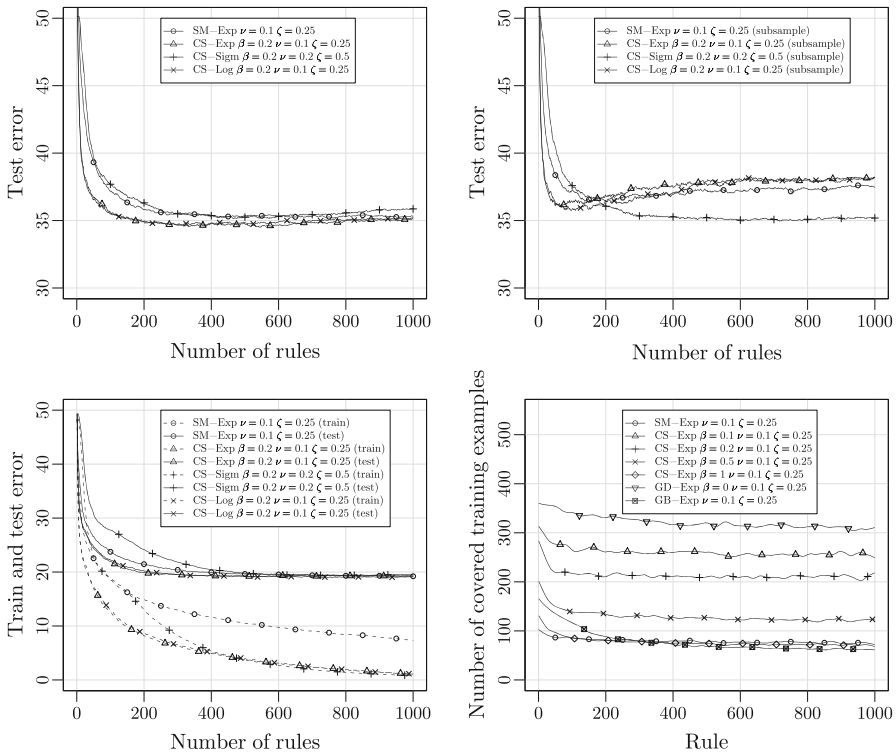 SM−Exp ν = 0.1 ζ = 0.25
CS−Exp β = 0.2 ν = 0.1 ζ = 0.25
CS−Sigm β = 0.2 ν = 0.2 ζ = 0.5
CS−Log β = 0.2 ν = 0.1 ζ = 0.25
Test error
50
45
40
35
30
0 200 400 600 800 1000
Number of rules
SM−Exp ν = 0.1 ζ = 0.25 (subsample)
CS−Exp β = 0.2 ν = 0.1 ζ = 0.25 (subsample)
CS−Sigm β = 0.2 ν = 0.2 ζ = 0.5 (subsample)
CS−Log β = 0.2 ν = 0.1 ζ = 0.25 (subsample)
Test error
50
45
40
35
30
0 200 400 600 800 1000
Number of rules
SM−Exp ν = 0.1 ζ = 0.25 (train)
SM−Exp ν = 0.1 ζ = 0.25 (test)
CS−Exp β = 0.2 ν = 0.1 ζ = 0.25 (train)
CS−Exp β = 0.2 ν = 0.1 ζ = 0.25 (test)
CS−Sigm β = 0.2 ν = 0.2 ζ = 0.5 (train)
CS−Sigm β = 0.2 ν = 0.2 ζ = 0.5 (test)
CS−Log β = 0.2 ν = 0.1 ζ = 0.25 (train)
CS−Log β = 0.2 ν = 0.1 ζ = 0.25 (test)
Train and test error
50
40
30
20
10
0
0 200 400 600 800 1000
Number of rules
SM−Exp ν = 0.1 ζ = 0.25
CS−Exp β = 0.1 ν = 0.1 ζ = 0.25
CS−Exp β = 0.2 ν = 0.1 ζ = 0.25
CS−Exp β = 0.5 ν = 0.1 ζ = 0.25
CS−Exp β = 1 ν = 0.1 ζ = 0.25
GD−Exp β = 0 ν = 0.1 ζ = 0.25
GB−Exp ν = 0.1 ζ = 0.25
Number of covered training examples
500
400
300
200
100
0
0 200 400 600 800 1000
Rule